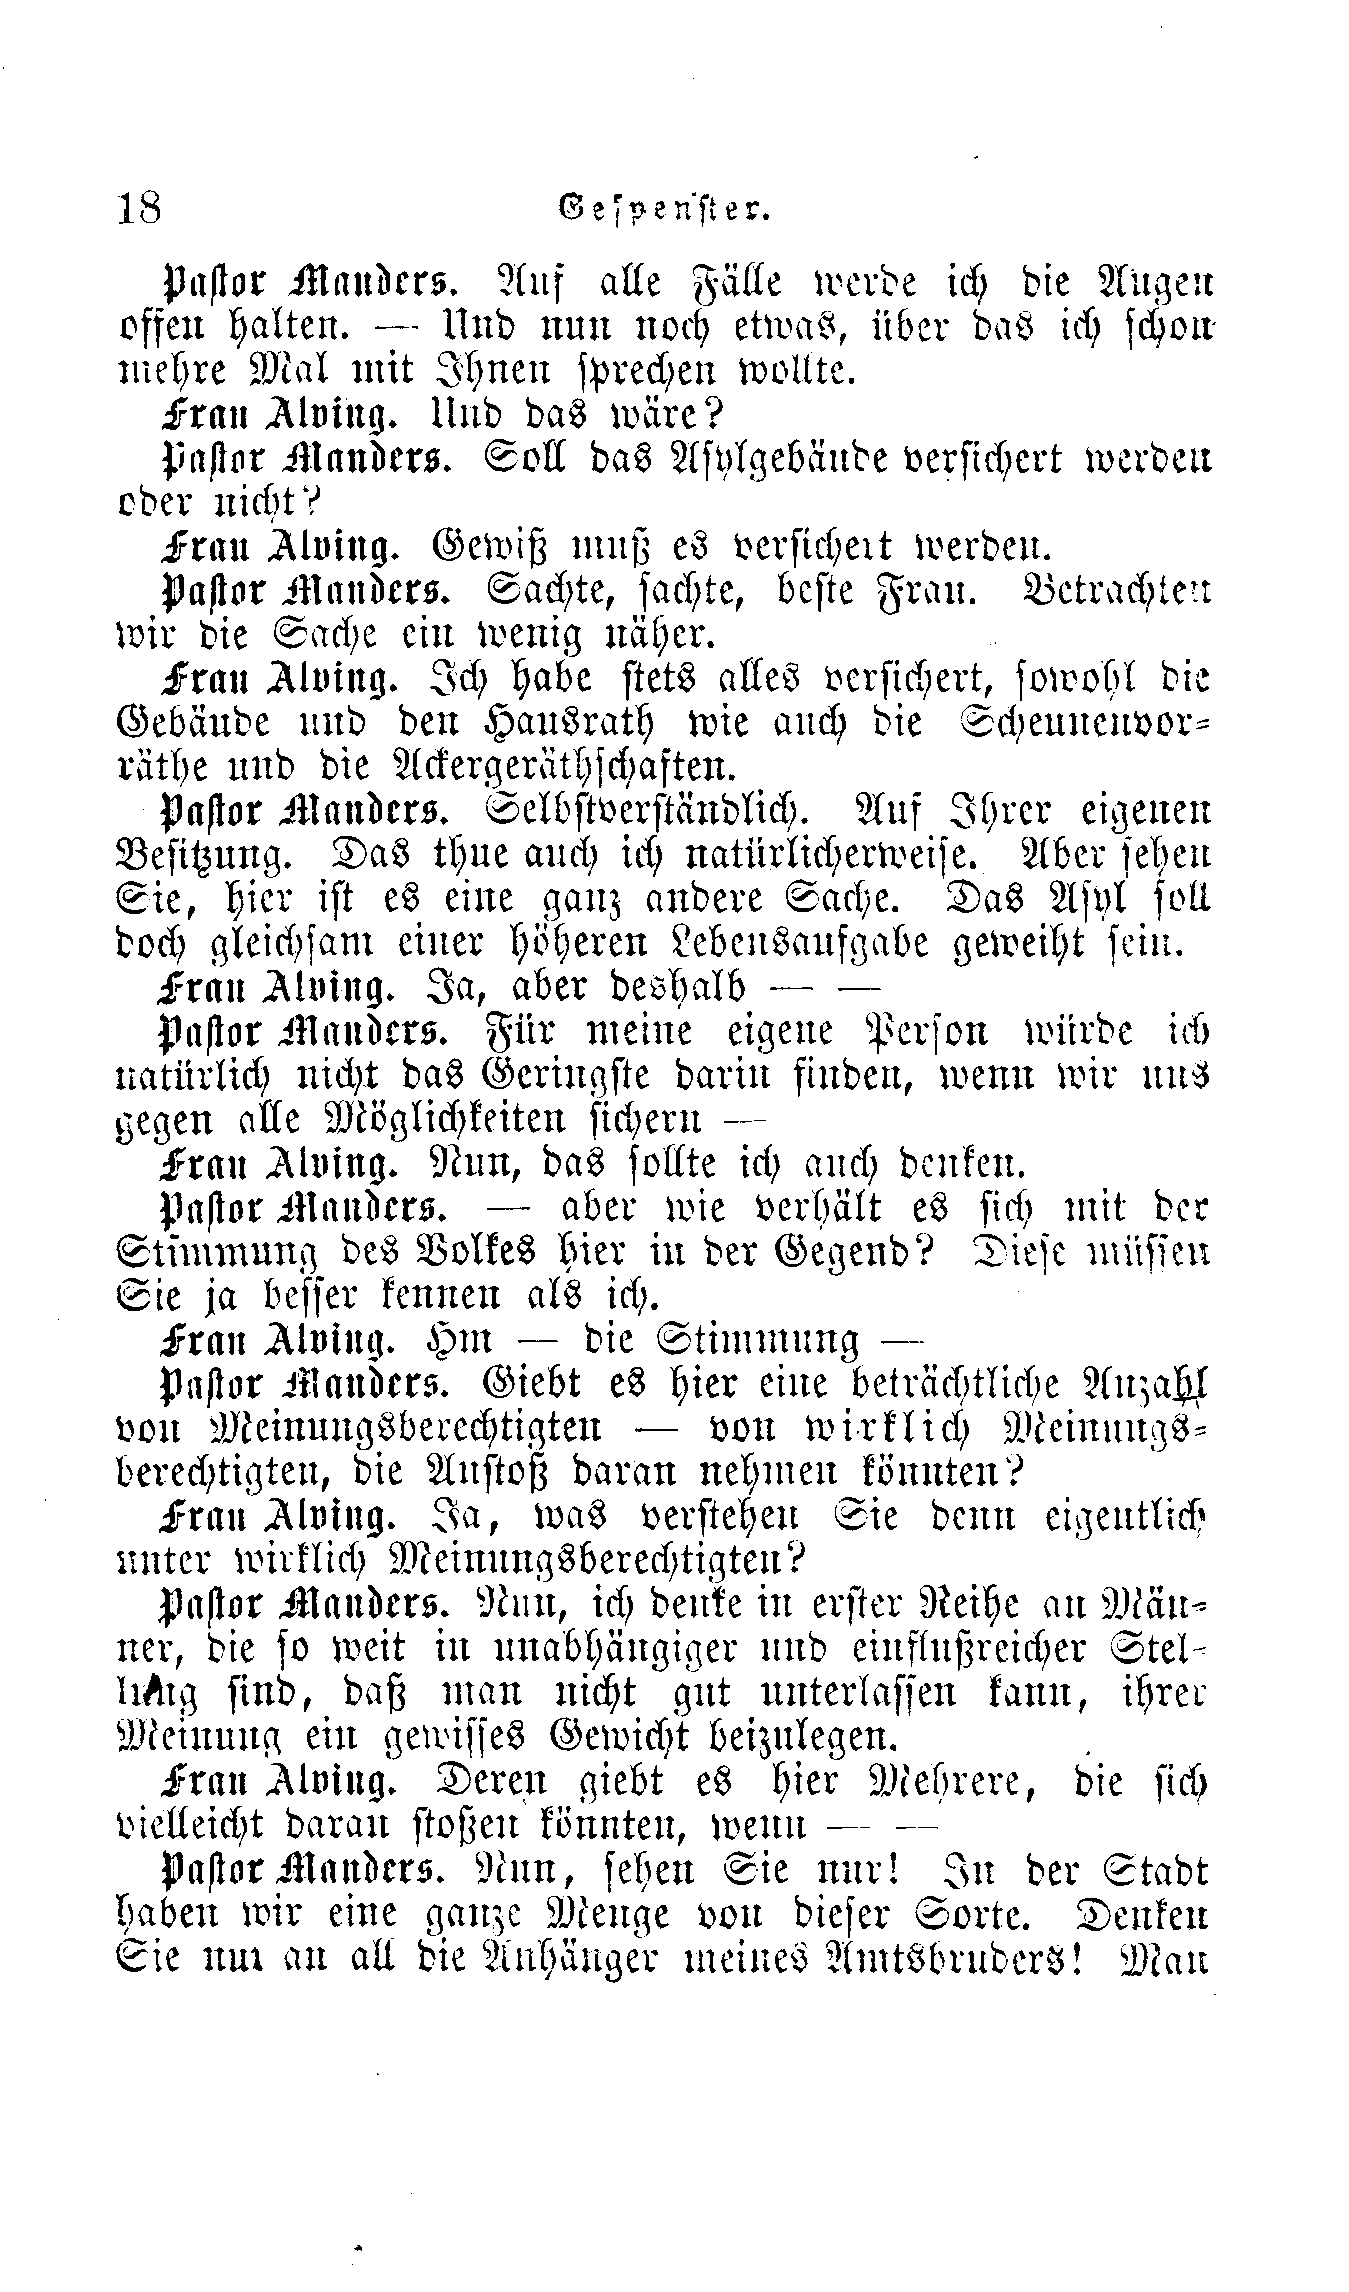 18 Gespenster.
Pastor Manders. Auf alle Fälle werde ich die Augen
offen halten. — Und nun noch etwas, über das ich schon
mehre Mal mit Ihnen sprechen wollte.
Frau Alving. Und das wäre?
Pastor Manders. Soll das Asylgebäude versichert werden
oder nicht?
Frau Alving. Gewiß muß es versichert werden.
Pastor Manders. Sachte, sachte, beste Frau. Betrachten
wir die Sache ein wenig näher.
Frau Alving. Ich habe stets alles versichert, sowohl die
Gebäude und den Hausrath wie auch die Scheunenvor-
räthe und die Ackergeräthschaften.
Pastor Manders. Selbstverständlich. Auf Ihrer eigenen
Besitzung. Das thue auch ich natürlicherweise. Aber sehen
Sie, hier ist es eine ganz andere Sache. Das Asyl soll
doch gleichsam einer höheren Lebensaufgabe geweiht sein.
Frau Alving. Ja, aber deshalb — —
Pastor Manders. Für meine eigene Person würde ich
natürlich nicht das Geringste darin finden, wenn wir uns
gegen alle Möglichkeiten sichern —
Frau Alving. Nun, das sollte ich auch denken.
Pastor Manders. — aber wie verhält es sich mit der
Stimmung des Volkes hier in der Gegend? Diese müssen
Sie ja besser kennen als ich.
Frau Alving. Hm — die Stimmung —
Pastor Manders. Giebt es hier eine beträchtliche Anzahl
von Meinungsberechtigten — von wirklich Meinungs-
berechtigten, die Anstoß daran nehmen könnten?
Frau Alving. Ja, was verstehen Sie denn eigentlich
unter wirklich Meinungsberechtigten?
Pastor Manders. Nun, ich denke in erster Reihe an Män-
ner, die so weit in unabhängiger und einflußreicher Stel-
lung sind, daß man nicht gut unterlassen kann, ihrer
Meinung ein gewisses Gewicht beizulegen.
Frau Alving. Deren giebt es hier Mehrere, die sich
vielleicht daran stoßen könnten, wenn — —
Pastor Manders. Nun, sehen Sie nur! In der Stadt
haben wir eine ganze Menge von dieser Sorte. Denken
Sie nur an all die Anhänger meines Amtsbruders! Man